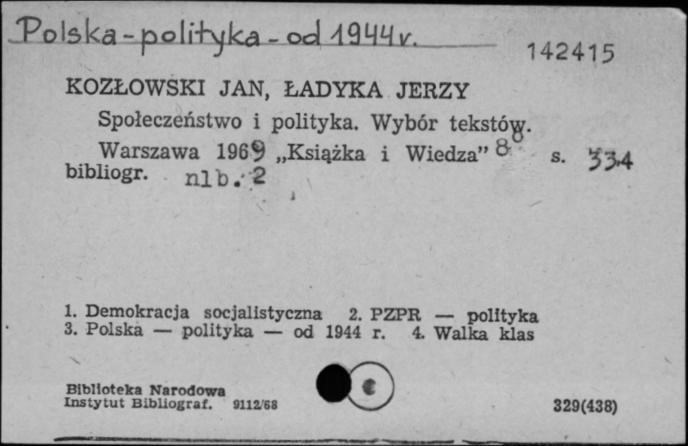 Polska - polityka - od 1944 r.
142415
KOZŁOWSKI JAN, ŁADYKA JERZY
Społeczeństwo i polityka. Wybór tekstów.
Warszawa 1969 „Książka i Wiedza” 8° s. 334
bibliogr. nlb. 2
1. Demokracja socjalistyczna 2. PZPR — polityka
3. Polska — polityka — od 1944 r. 4. Walka klas
Biblioteka Narodowa
Instytut Bibliograf. 9112/68
329(438)